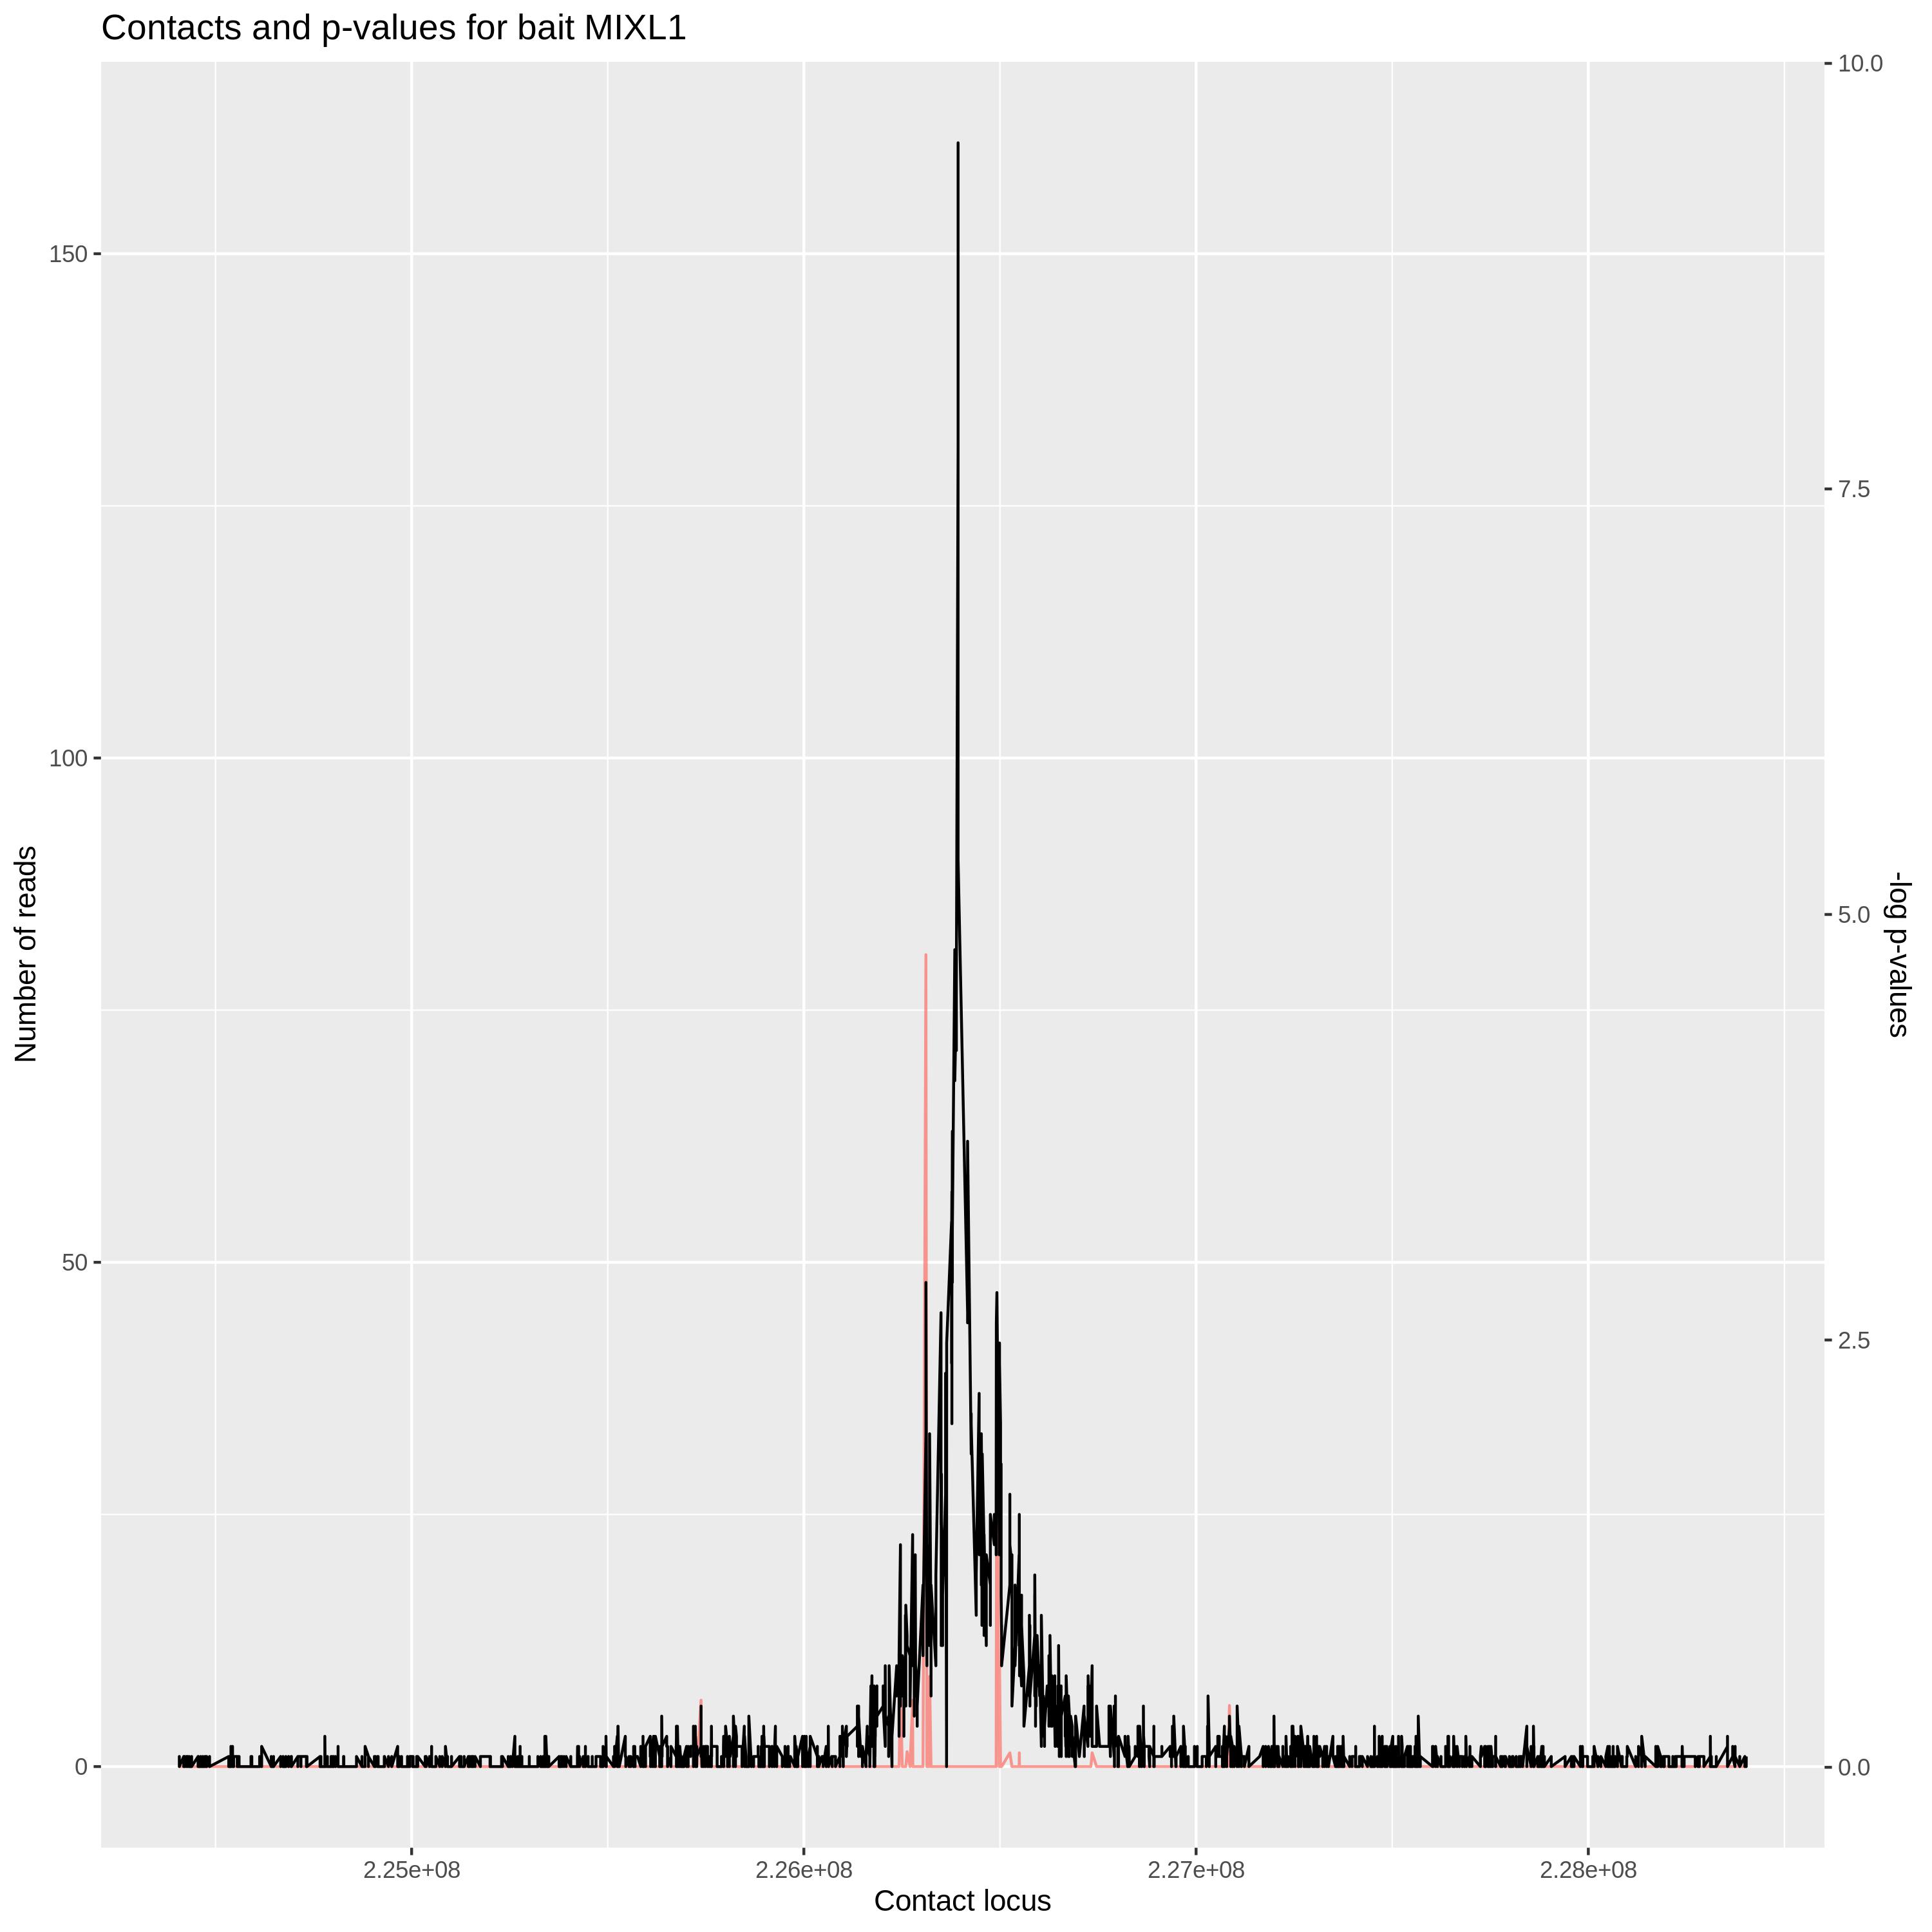 Contacts and p-values for bait MIXL1
10.0
150
7.5
100
5.0
Number of reads
-log p-values
50
2.5
0
0.0
2.25e+08
2.26e+08
2.27e+08
2.28e+08
Contact locus